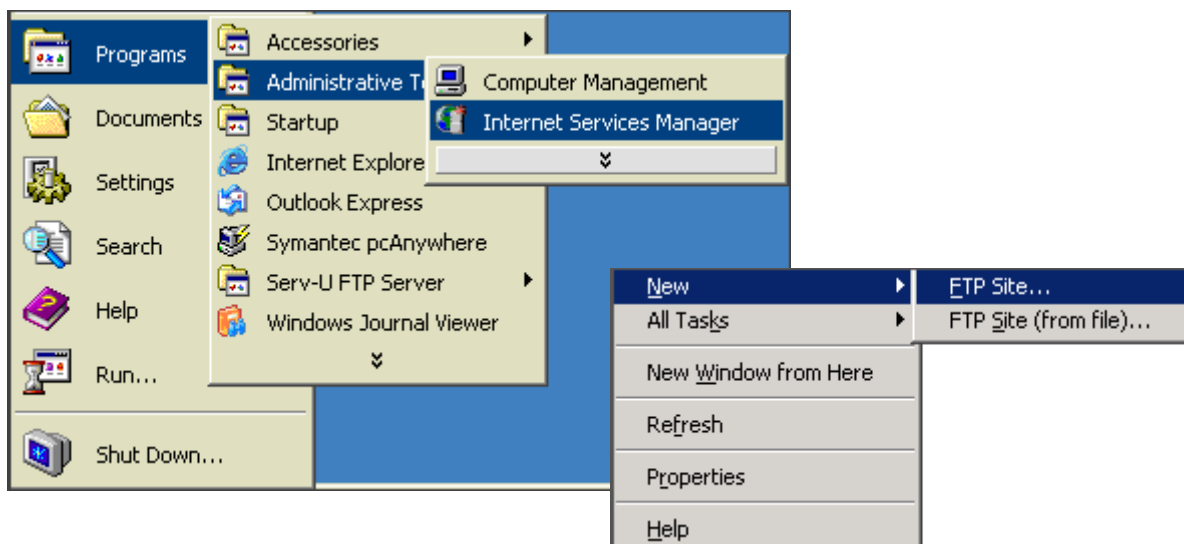 Programs
Documents
Settings
Search
Help
Run...
Shut Down...
Accessories
Administrative T
Startup
Internet Explore
Outlook Express
Symantec pcAnywhere
Serv-U FTP Server
Windows Journal Viewer
Computer Management
Internet Services Manager
New
All Tasks
New Window from Here
Refresh
Properties
Help
FTP Site...
FTP Site (from file)...